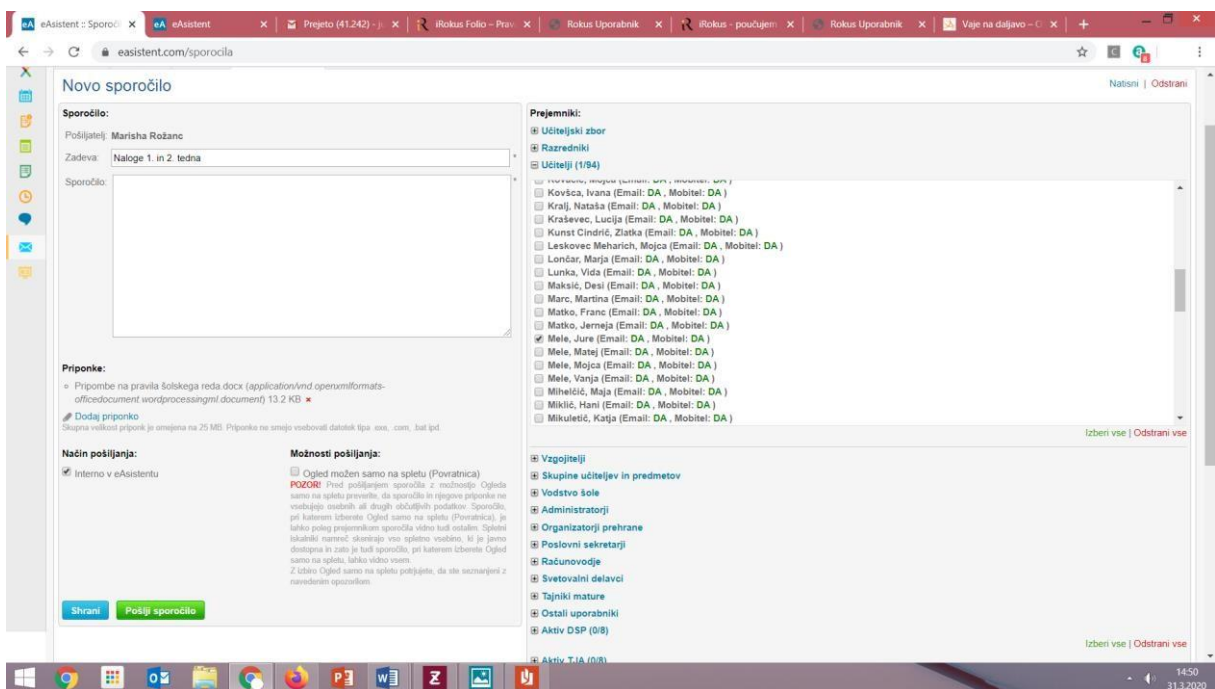 eAsistent :: Sporoči
eAsistent
Prejeto (41.242) - j
iRokus Folio – Prav
Rokus Uporabnik
iRokus - poučujem
Rokus Uporabnik
Vaje na daljavo – O
easistent.com/sporocila
Novo sporočilo
Natisni | Odstrani
Sporočilo:
Pošiljatelj: Marisha Rožanc
Zadeva: Naloge 1. in 2. tedna *
Sporočilo: *
Priponke:
Pripombe na pravila šolskega reda.docx (application/vnd.openxmlformats-
officedocument.wordprocessingml.document) 13.2 KB
Dodaj priponko
Skupna velikost priponk je omejena na 25 MB. Priponke ne smejo vsebovati datotek tipa .exe, .com, .bat ipd.
Način pošiljanja:
Interno v eAsistentu
Možnosti pošiljanja:
Ogled možen samo na spletu (Povratnica)
POZOR! Pred pošiljanjem sporočila z možnostjo Ogleda
samo na spletu preverite, da sporočilo in njegove priponke ne
vsebujejo osebnih ali drugih občutljivih podatkov. Sporočilo,
pri katerem izberete Ogled samo na spletu (Povratnica), je
lahko poleg prejemnikom sporočila vidno tudi ostalim. Spletni
iskalniki namreč skenirajo vso spletno vsebino, ki je javno
dostopna in zato je tudi sporočilo, pri katerem izberete Ogled
samo na spletu, lahko vidno vsem.
Z izbiro Ogled samo na spletu potrjujete, da ste seznanjeni z
navedenim opozorilom.
Shrani
Pošlji sporočilo
Prejemniki:
Učiteljski zbor
Razredniki
Učitelji (1/94)
Kovačič, Mojca (Email: DA , Mobitel: DA )
Kovšca, Ivana (Email: DA , Mobitel: DA )
Kralj, Nataša (Email: DA , Mobitel: DA )
Kraševec, Lucija (Email: DA , Mobitel: DA )
Kunst Cindrič, Zlatka (Email: DA , Mobitel: DA )
Leskovec Meharich, Mojca (Email: DA , Mobitel: DA )
Lončar, Marja (Email: DA , Mobitel: DA )
Lunka, Vida (Email: DA , Mobitel: DA )
Maksić, Desi (Email: DA , Mobitel: DA )
Marc, Martina (Email: DA , Mobitel: DA )
Matko, Franc (Email: DA , Mobitel: DA )
Matko, Jerneja (Email: DA , Mobitel: DA )
Mele, Jure (Email: DA , Mobitel: DA )
Mele, Matej (Email: DA , Mobitel: DA )
Mele, Mojca (Email: DA , Mobitel: DA )
Mele, Vanja (Email: DA , Mobitel: DA )
Mihelčič, Maja (Email: DA , Mobitel: DA )
Miklić, Hani (Email: DA , Mobitel: DA )
Mikuletič, Katja (Email: DA , Mobitel: DA )
Izberi vse | Odstrani vse
Vzgojitelji
Skupine učiteljev in predmetov
Vodstvo šole
Administratorji
Organizatorji prehrane
Poslovni sekretarji
Računovodje
Svetovalni delavci
Tajniki mature
Ostali uporabniki
Aktiv DSP (0/8)
Izberi vse | Odstrani vse
Aktiv TJA (0/8)
14:50
31.3.2020